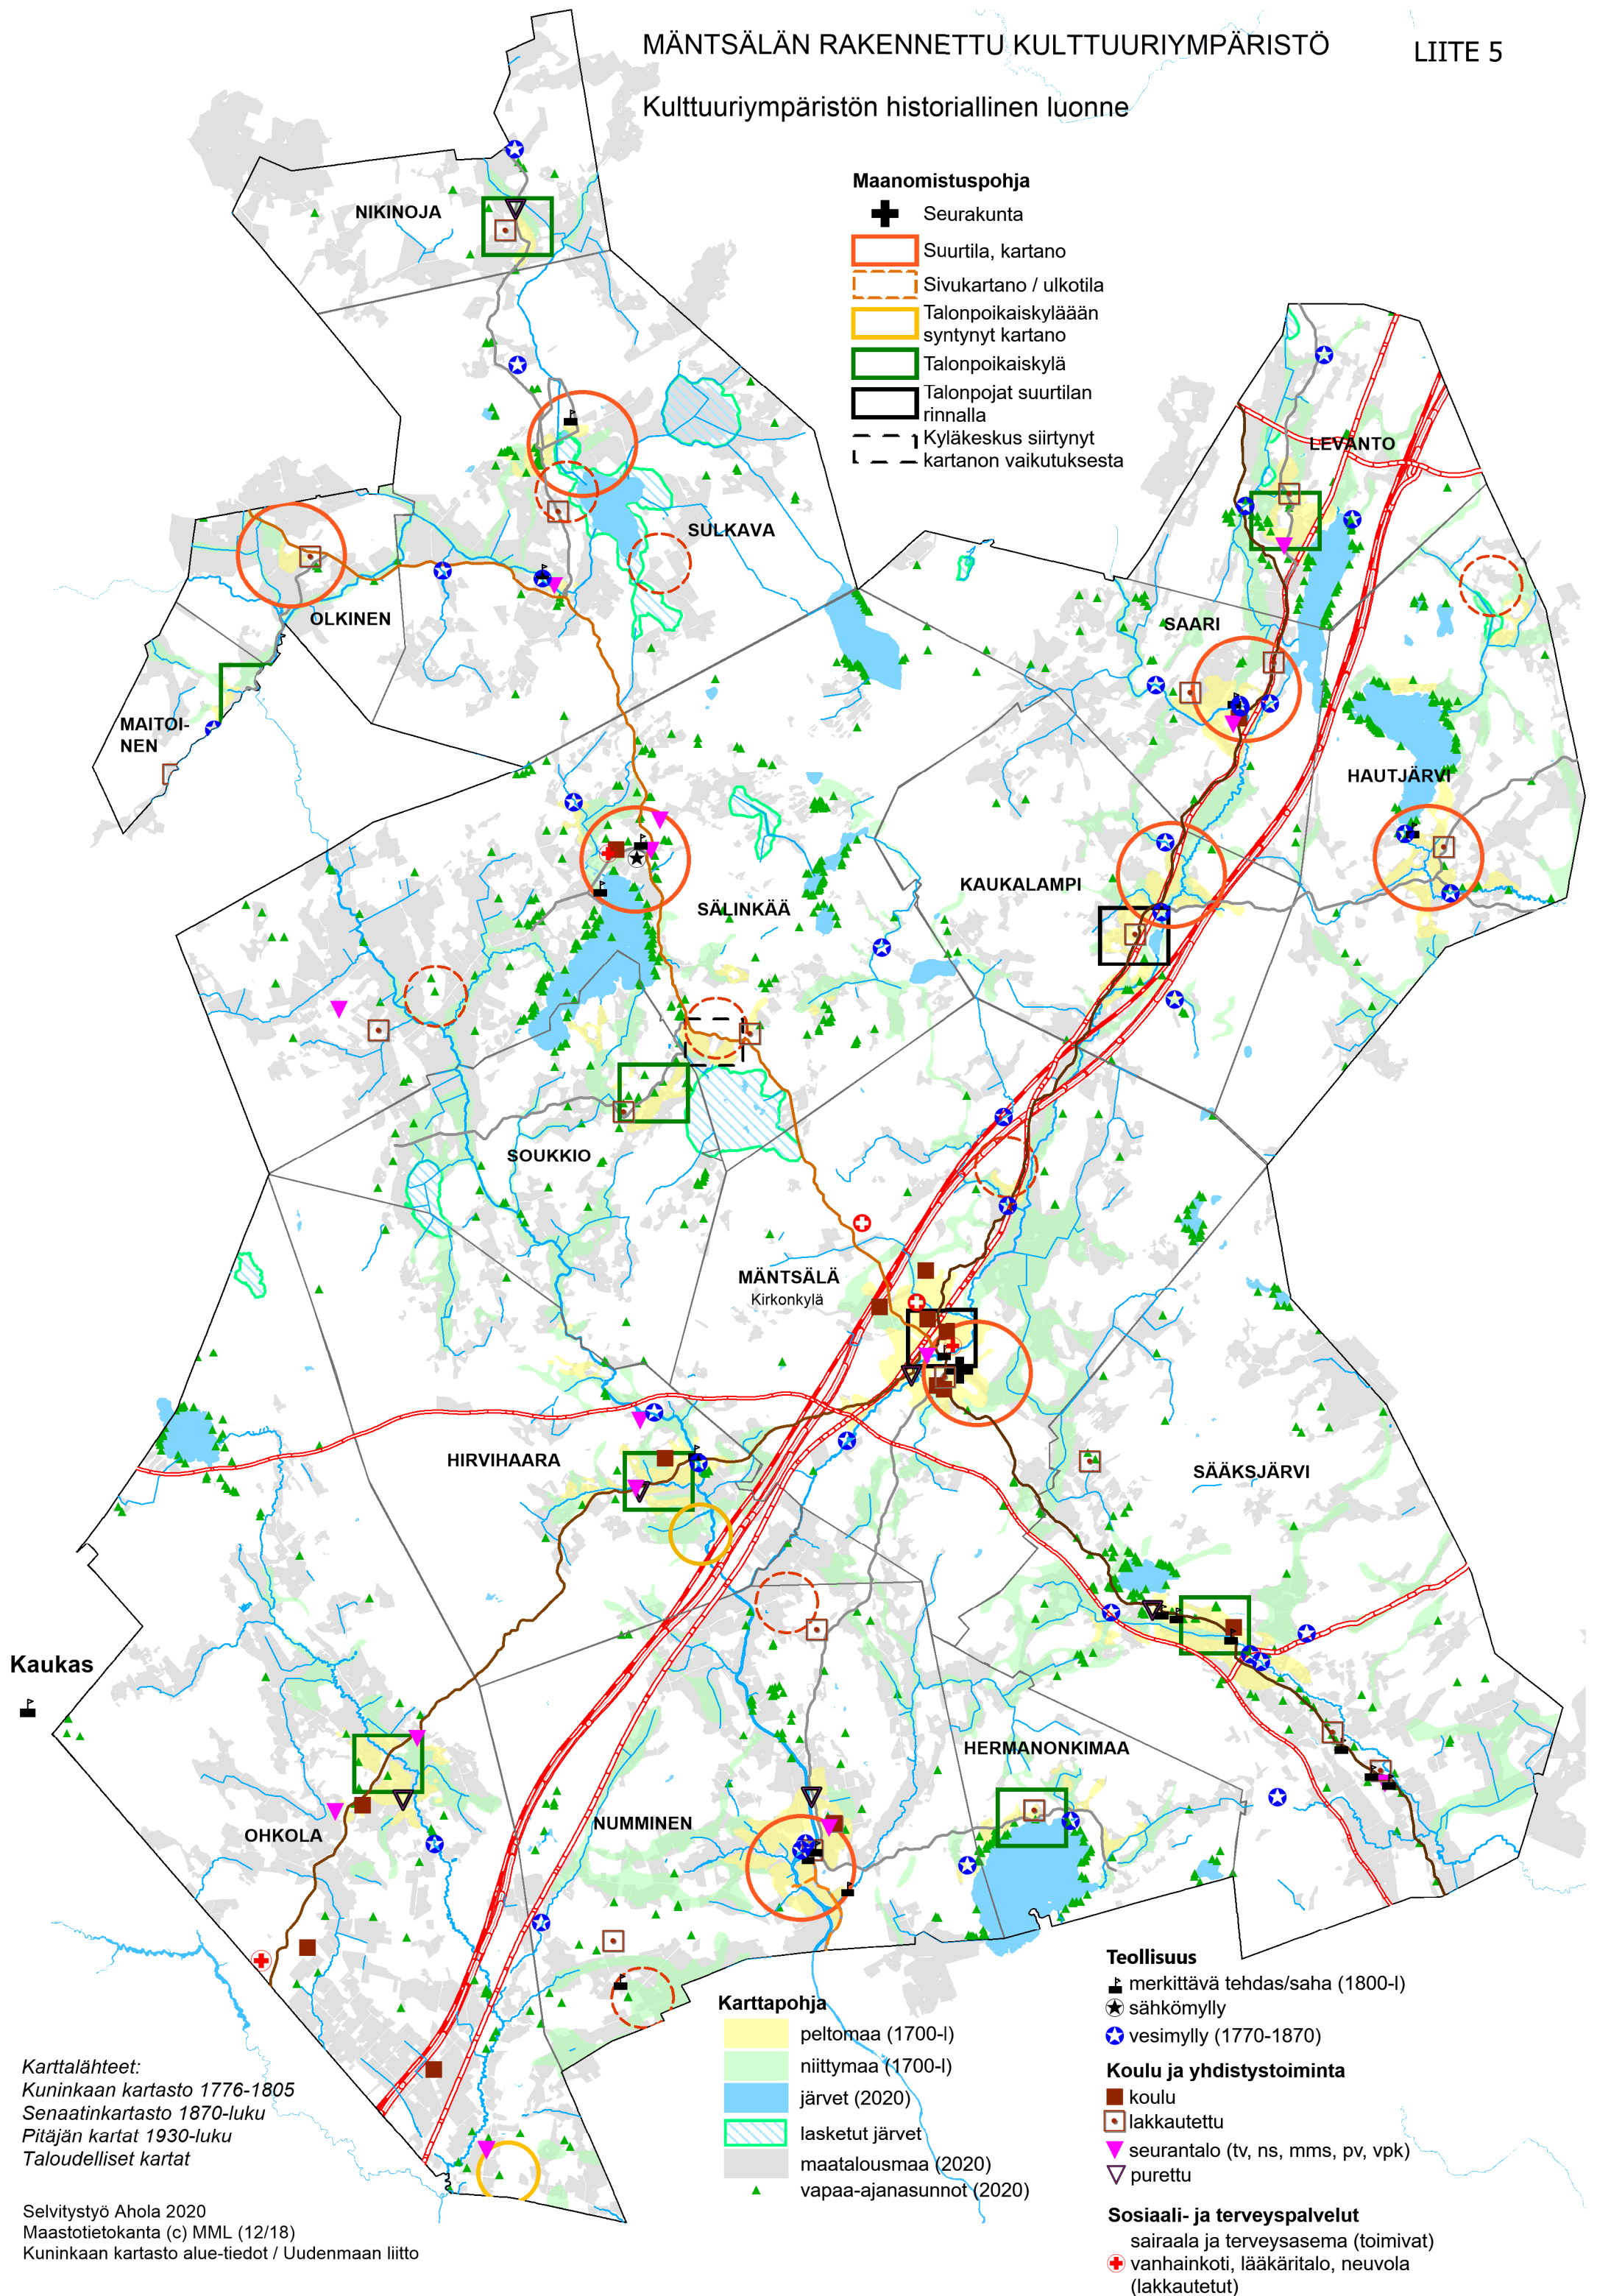 MÄNTSÄLÄN RAKENNETTU KULTTUURIYMPÄRISTÖ
LIITE 5
Kulttuuriympäristön historiallinen luonne
Maanomistuspohja
Seurakunta
Suurtila, kartano
Sivukartano / ulkotila
Talonpoikaiskylään
syntynyt kartano
Talonpoikaiskylä
Talonpojat suurtilan
rinnalla
Kyläkeskus siirtynyt
kartanon vaikutuksesta
NIKINOJA
LEVANTO
SULKAVA
OLKINEN
SAARI
MAITOI-
NEN
HAUTJÄRVI
KAUKALAMPI
SÄLINKÄÄ
SOUKKIO
MÄNTSÄLÄ
Kirkonkylä
HIRVIHAARA
SÄÄKSJÄRVI
Kaukas
HERMANONKIMAA
NUMMINEN
OHKOLA
Karttapohja
peltomaa (1700-l)
niittymaa (1700-l)
järvet (2020)
lasketut järvet
maatalousmaa (2020)
vapaa-ajanasunnot (2020)
Teollisuus
merkittävä tehdas/saha (1800-l)
sähkömylly
vesimylly (1770-1870)
Koulu ja yhdistystoiminta
koulu
lakkautettu
seurantalo (tv, ns, mms, pv, vpk)
purettu
Sosiaali- ja terveyspalvelut
sairaala ja terveysasema (toimivat)
vanhainkoti, lääkäritalo, neuvola
(lakkautetut)
Karttalähteet:
Kuninkaan kartasto 1776-1805
Senaatinkartasto 1870-luku
Pitäjän kartat 1930-luku
Taloudelliset kartat
Selvitystyö Ahola 2020
Maastotietokanta (c) MML (12/18)
Kuninkaan kartasto alue-tiedot / Uudenmaan liitto